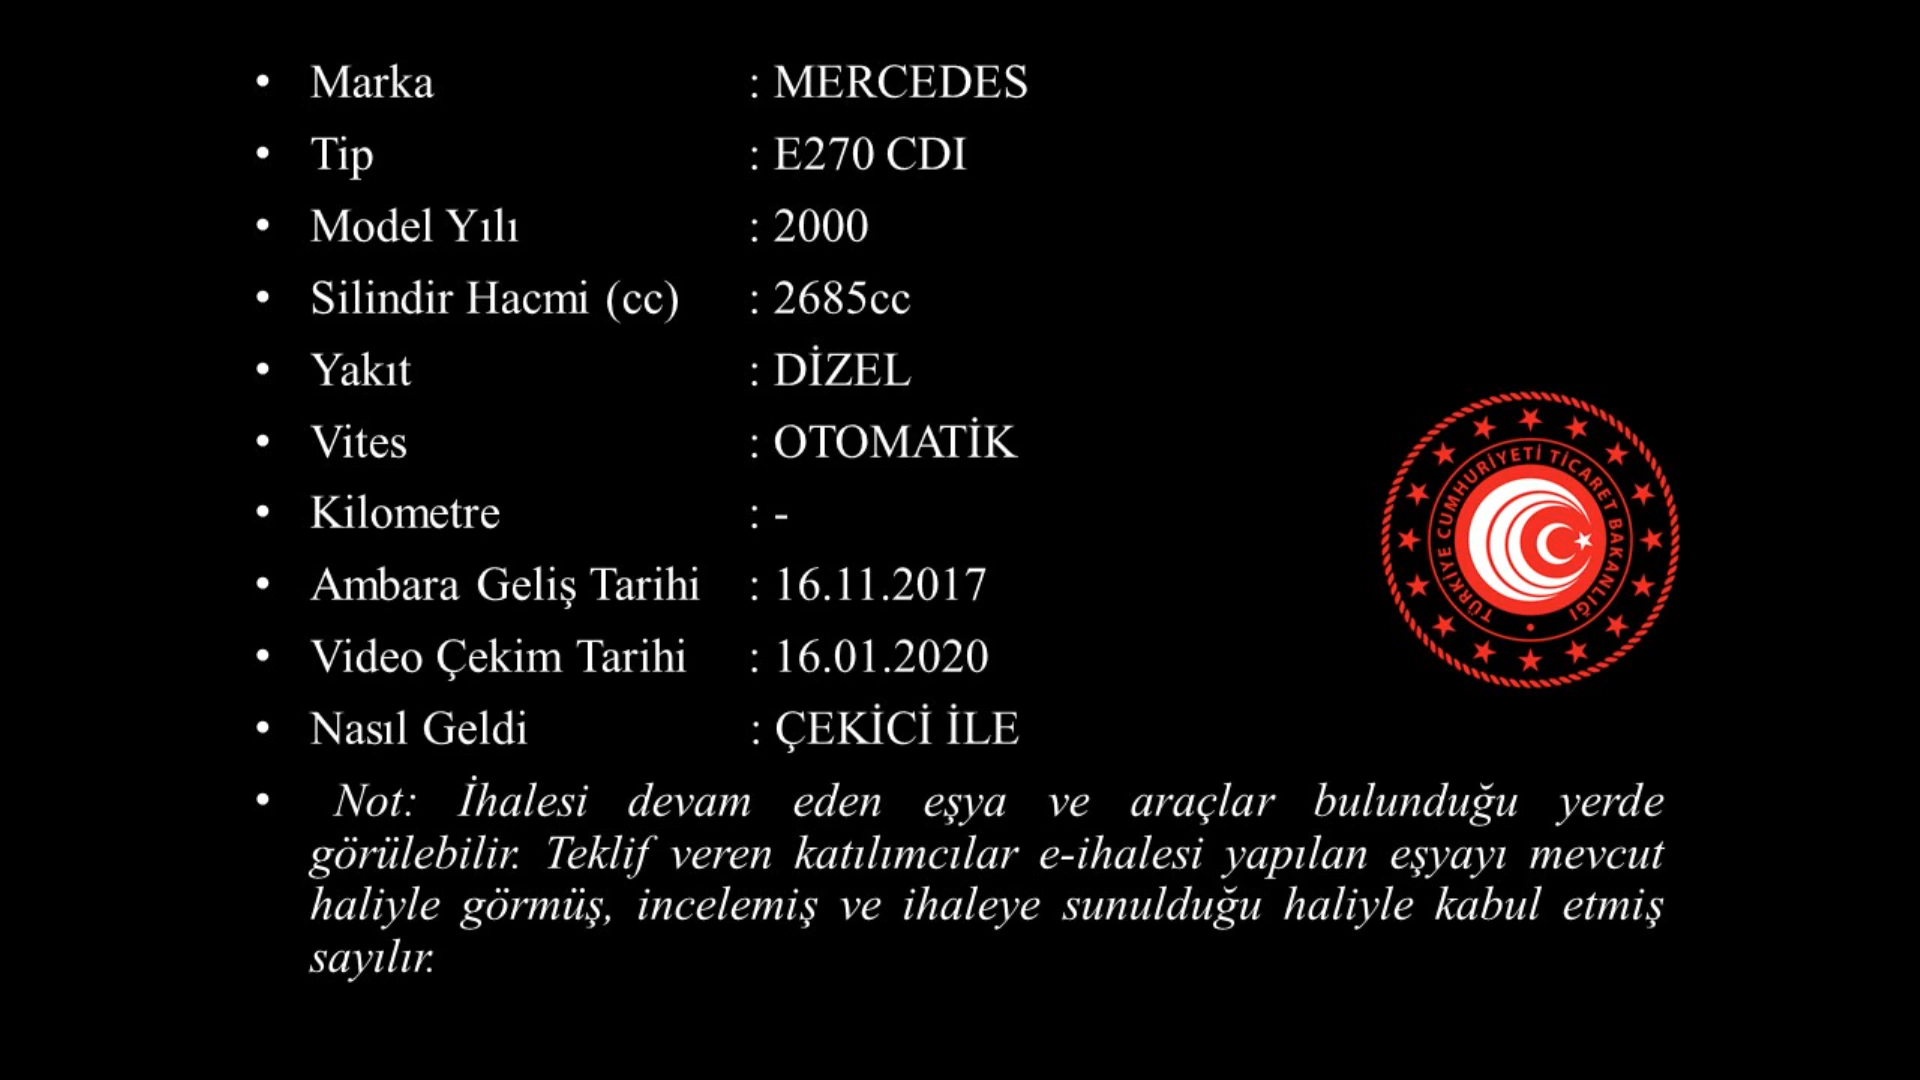 • Marka : MERCEDES
• Tip : E270 CDI
• Model Yılı : 2000
• Silindir Hacmi (cc) : 2685cc
• Yakıt : DİZEL
• Vites : OTOMATİK
• Kilometre : -
• Ambara Geliş Tarihi : 16.11.2017
• Video Çekim Tarihi : 16.01.2020
• Nasıl Geldi : ÇEKİCİ İLE
• Not: İhalesi devam eden eşya ve araçlar bulunduğu yerde
görülebilir. Teklif veren katılımcılar e-ihalesi yapılan eşyayı mevcut
haliyle görmüş, incelemiş ve ihaleye sunulduğu haliyle kabul etmiş
sayılır.
TÜRKİYE CUMHURİYETİ TİCARET BAKANLIĞI